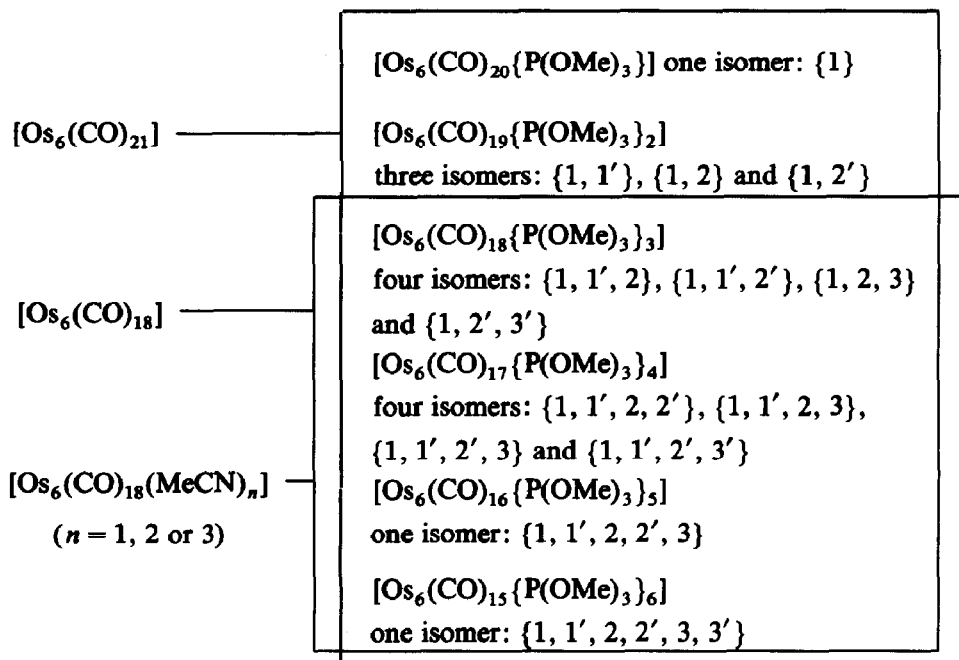 [Os₆(CO)₂₀{P(OMe)₃}] one isomer: {1}
[Os₆(CO)₂₁]
[Os₆(CO)₁₉{P(OMe)₃}₂]
three isomers: {1, 1′}, {1, 2} and {1, 2′}
[Os₆(CO)₁₈{P(OMe)₃}₃]
four isomers: {1, 1′, 2}, {1, 1′, 2′}, {1, 2, 3}
[Os₆(CO)₁₈]
and {1, 2′, 3′}
[Os₆(CO)₁₇{P(OMe)₃}₄]
four isomers: {1, 1′, 2, 2′}, {1, 1′, 2, 3},
{1, 1′, 2′, 3} and {1, 1′, 2′, 3′}
[Os₆(CO)₁₈(MeCN)ₙ]
(n = 1, 2 or 3)
[Os₆(CO)₁₆{P(OMe)₃}₅]
one isomer: {1, 1′, 2, 2′, 3}
[Os₆(CO)₁₅{P(OMe)₃}₆]
one isomer: {1, 1′, 2, 2′, 3, 3′}